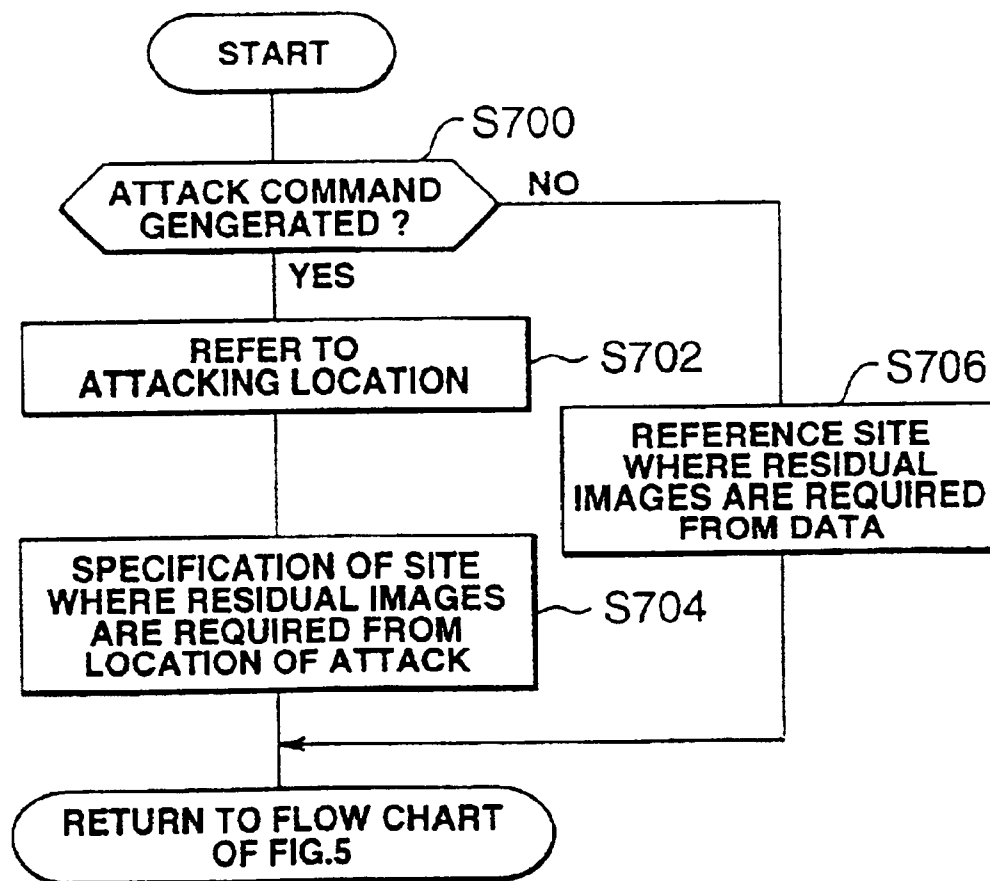 START
S700
ATTACK COMMAND
GENGERATED ?
NO
YES
REFER TO
ATTACKING LOCATION
S702
S706
REFERENCE SITE
WHERE RESIDUAL
IMAGES ARE REQUIRED
FROM DATA
SPECIFICATION OF SITE
WHERE RESIDUAL IMAGES
ARE REQUIRED FROM
LOCATION OF ATTACK
S704
RETURN TO FLOW CHART
OF FIG.5